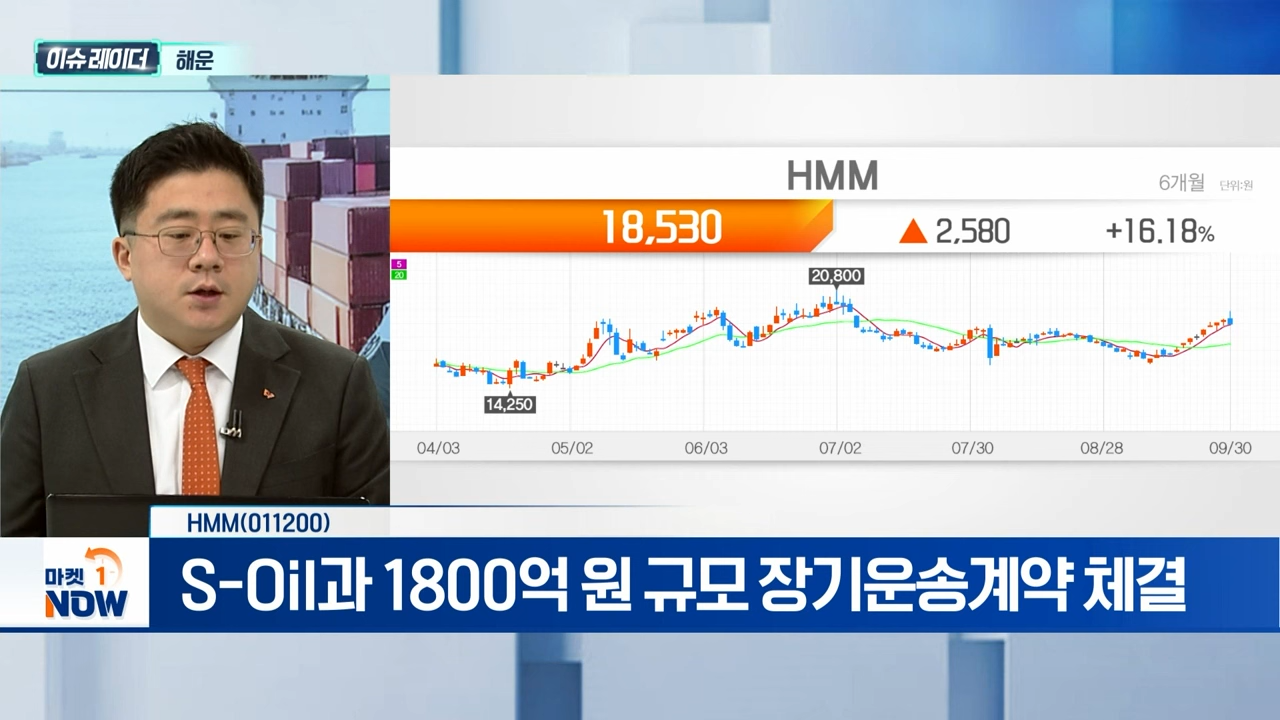 이슈레이더 해운
HMM
6개월 단위:원
18,530 ▲ 2,580 +16.18%
5
20
20,800
14,250
04/03 05/02 06/03 07/02 07/30 08/28 09/30
HMM(011200)
마켓 1
NOW
S-Oil과 1800억 원 규모 장기운송계약 체결